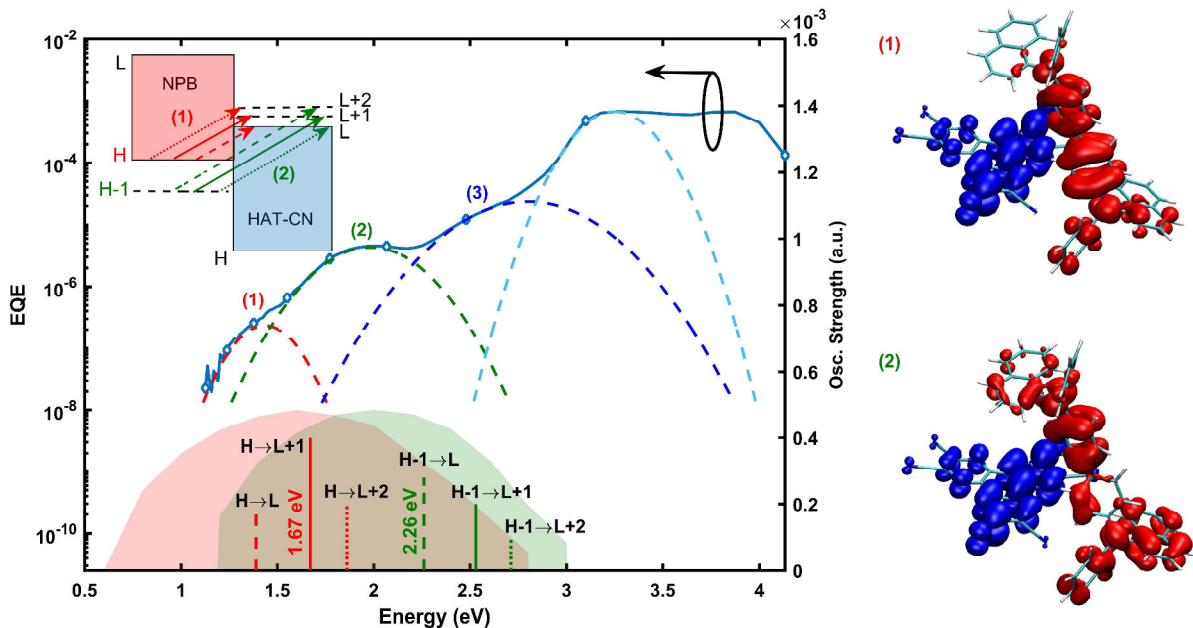 ×10⁻³
10⁻²
10⁻⁴
10⁻⁶
10⁻⁸
10⁻¹⁰
EQE
L
NPB
(1)
L+2
L+1
L
H
H-1
(2)
HAT-CN
H
(1)
(2)
(3)
H→L+1
H→L
1.67 eV
H→L+2
H-1→L
2.26 eV
H-1→L+1
H-1→L+2
1.6
1.4
1.2
1
0.8
0.6
0.4
0.2
0
Osc. Strength (a.u.)
0.5
1
1.5
2
2.5
3
3.5
4
Energy (eV)
(1)
(2)